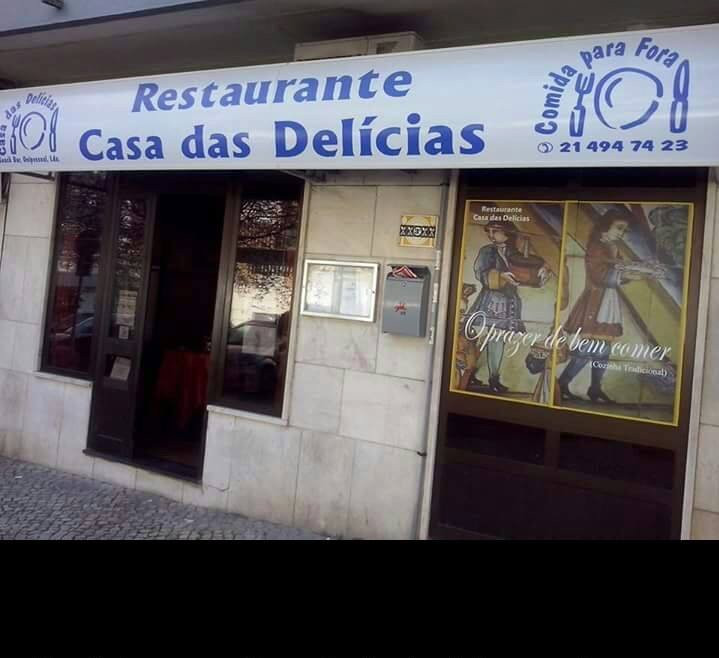 Restaurante
Casa das Delícias
Casa das Delícias
Snack Bar, Unipessoal, Lda.
Comida para Fora
21 494 74 23
Restaurante
Casa das Delícias
O prazer de bem comer
(Cozinha Tradicional)